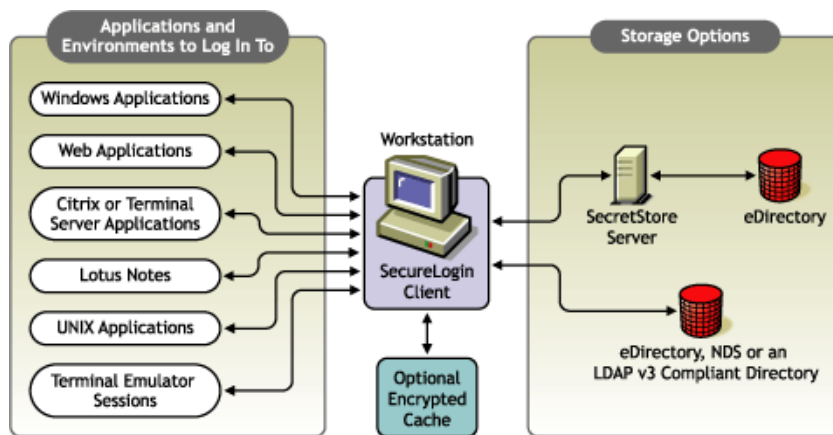 Applications and
Environments to Log In To
Windows Applications
Web Applications
Citrix or Terminal
Server Applications
Lotus Notes
UNIX Applications
Terminal Emulator
Sessions
Workstation
SecureLogin
Client
Optional
Encrypted
Cache
Storage Options
SecretStore
Server
eDirectory
eDirectory, NDS or an
LDAP v3 Compliant Directory